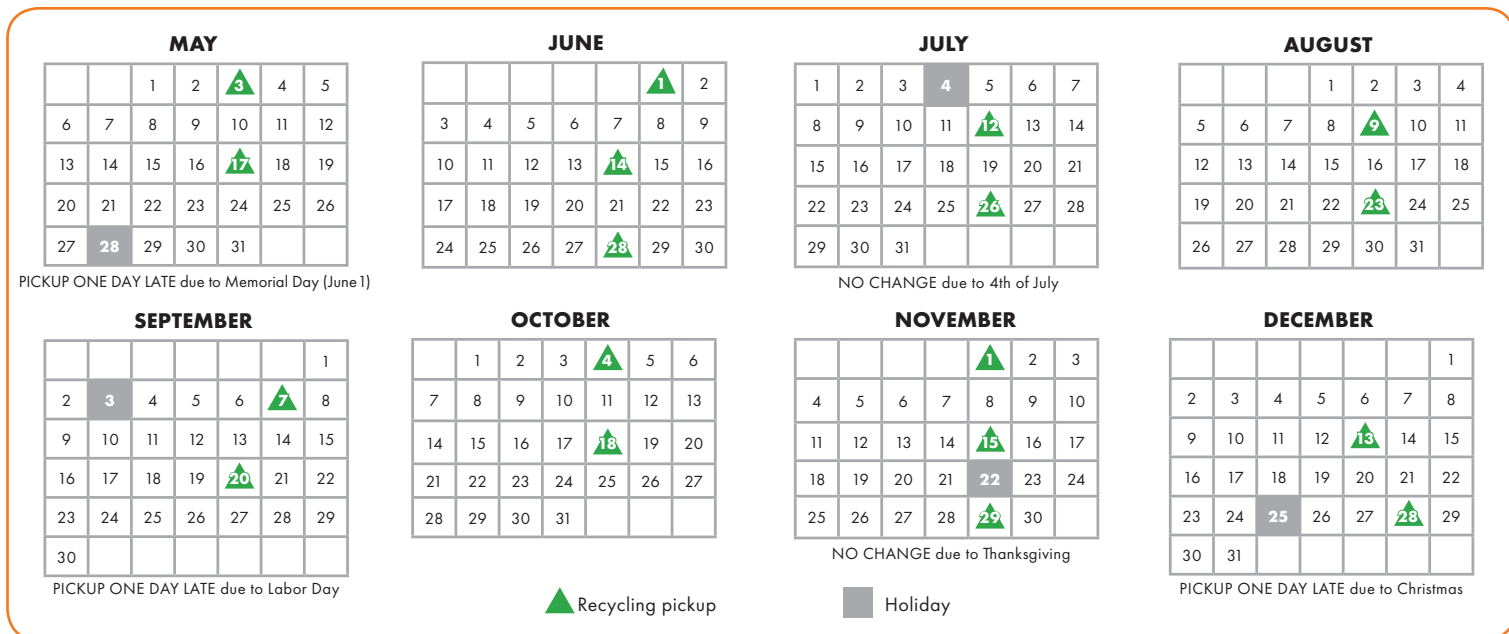 MAY
1 2 3 4 5
6 7 8 9 10 11 12
13 14 15 16 17 18 19
20 21 22 23 24 25 26
27 28 29 30 31
PICKUP ONE DAY LATE due to Memorial Day (June 1)
JUNE
1 2
3 4 5 6 7 8 9
10 11 12 13 14 15 16
17 18 19 20 21 22 23
24 25 26 27 28 29 30
JULY
1 2 3 4 5 6 7
8 9 10 11 12 13 14
15 16 17 18 19 20 21
22 23 24 25 26 27 28
29 30 31
NO CHANGE due to 4th of July
AUGUST
1 2 3 4
5 6 7 8 9 10 11
12 13 14 15 16 17 18
19 20 21 22 23 24 25
26 27 28 29 30 31
SEPTEMBER
1
2 3 4 5 6 7 8
9 10 11 12 13 14 15
16 17 18 19 20 21 22
23 24 25 26 27 28 29
30
PICKUP ONE DAY LATE due to Labor Day
OCTOBER
1 2 3 4 5 6
7 8 9 10 11 12 13
14 15 16 17 18 19 20
21 22 23 24 25 26 27
28 29 30 31
NOVEMBER
1 2 3
4 5 6 7 8 9 10
11 12 13 14 15 16 17
18 19 20 21 22 23 24
25 26 27 28 29 30
NO CHANGE due to Thanksgiving
DECEMBER
1
2 3 4 5 6 7 8
9 10 11 12 13 14 15
16 17 18 19 20 21 22
23 24 25 26 27 28 29
30 31
PICKUP ONE DAY LATE due to Christmas
Recycling pickup
Holiday